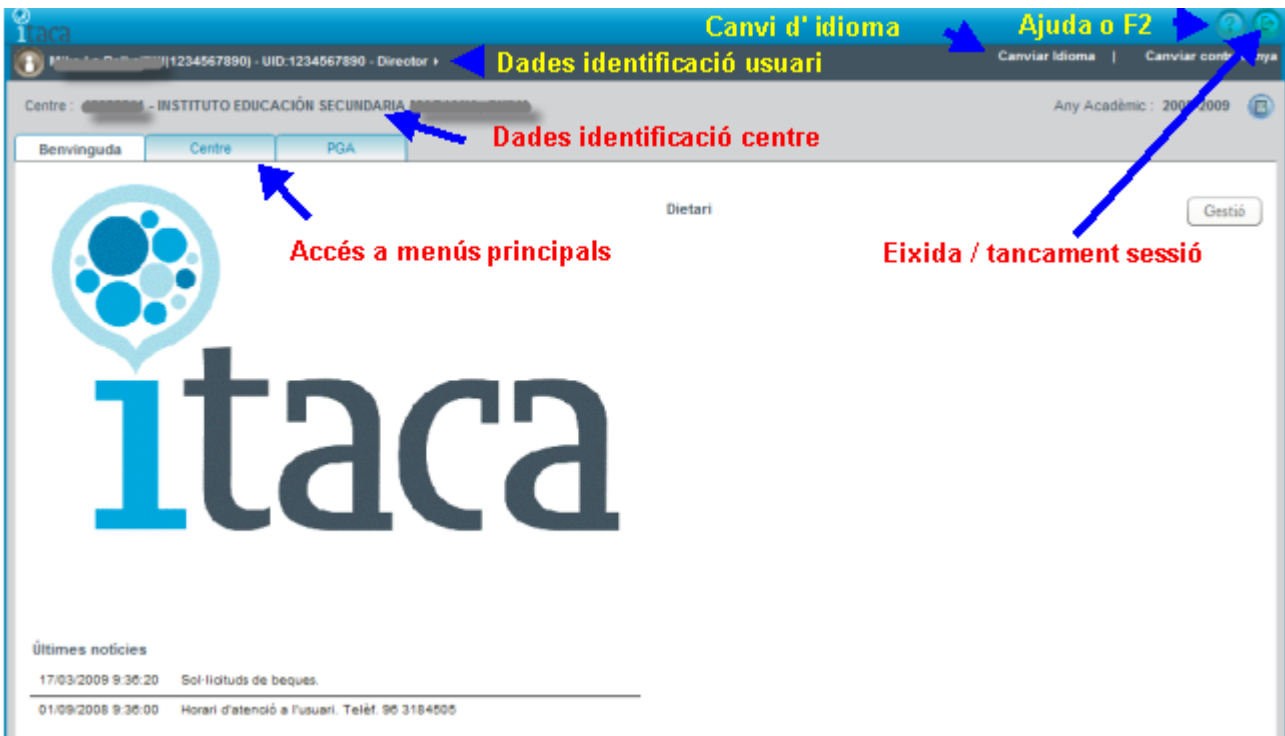 itaca
Canvi d' idioma
Ajuda o F2
?
(1234567890) - UID:1234567890 - Director
Dades identificació usuari
Canviar Idioma | Canviar
Centre : - INSTITUTO EDUCACIÓN SECUNDARIA
Any Acadèmic : 2009
Dades identificació centre
Benvinguda Centre PGA
Dietari
Gestió
Accés a menús principals
Eixida / tancament sessió
itaca
Últimes notícies
17/03/2009 9:36:20 Sol·licituds de beques.
01/09/2008 9:36:00 Horari d'atenció a l'usuari. Telèf. 96 3184505